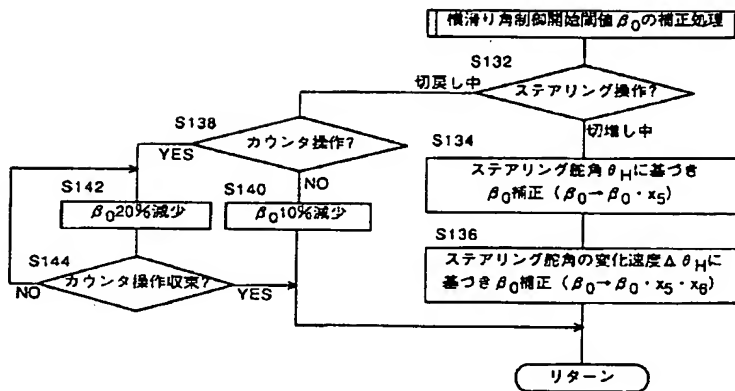 横滑り角制御開始閾値β0の補正処理
S132
切戻し中
ステアリング操作?
切増し中
S138
YES
カウンタ操作?
NO
S134
ステアリング舵角θHに基づき
β0補正(β0→β0・x5)
S142
β020%減少
S140
β010%減少
S136
ステアリング舵角の変化速度ΔθHに
基づきβ0補正(β0→β0・x5・x6)
S144
カウンタ操作収束?
NO
YES
リターン